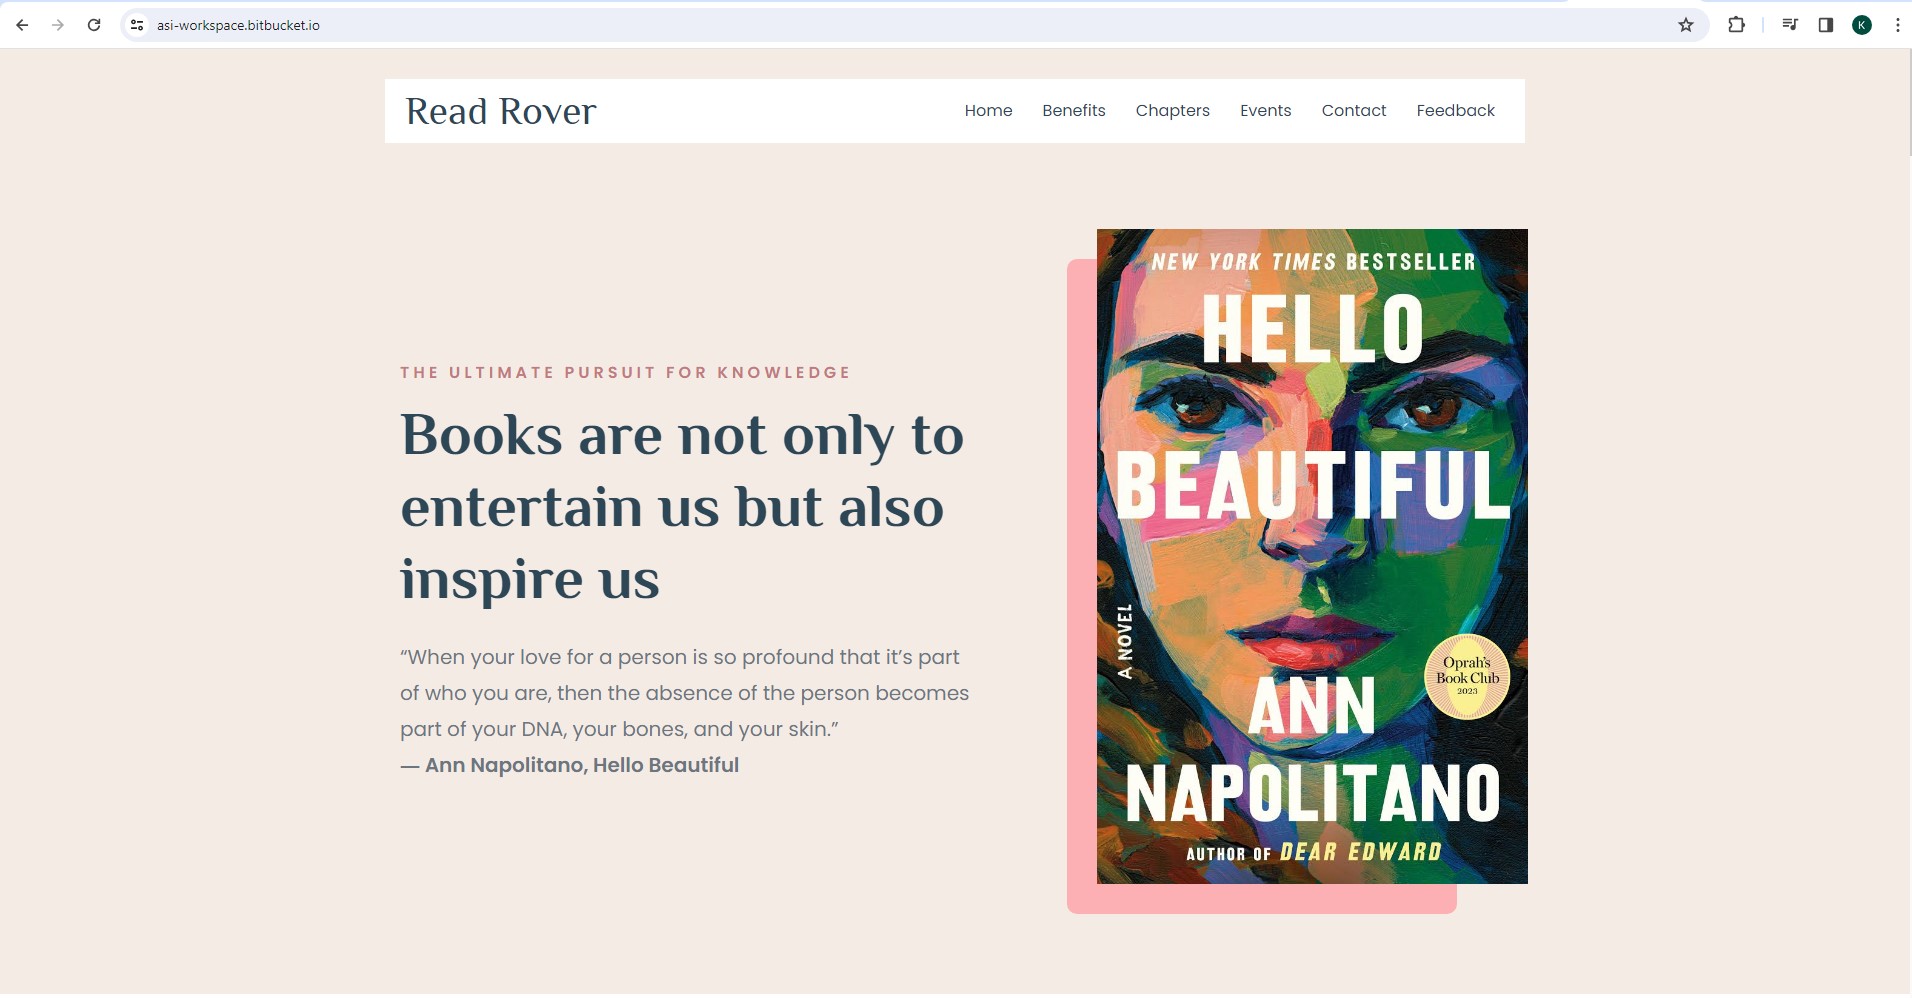 asi-workspace.bitbucket.io
K
Read Rover
Home Benefits Chapters Events Contact Feedback
THE ULTIMATE PURSUIT FOR KNOWLEDGE
Books are not only to
entertain us but also
inspire us
“When your love for a person is so profound that it’s part
of who you are, then the absence of the person becomes
part of your DNA, your bones, and your skin.”
— Ann Napolitano, Hello Beautiful
NEW YORK TIMES BESTSELLER
HELLO
BEAUTIFUL
A NOVEL
Oprah’s
Book Club
2023
ANN
NAPOLITANO
AUTHOR OF DEAR EDWARD